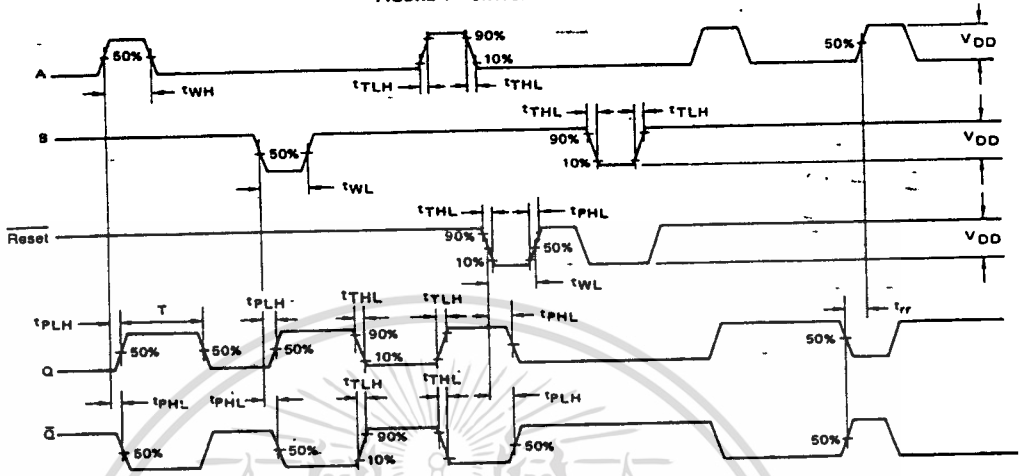 A
50%
tWH
90%
10%
tTLH
tTHL
50%
VDD
B
50%
tWL
tTHL
tTLH
90%
10%
VDD
Reset
tTHL
tPHL
90%
50%
10%
tWL
VDD
tPLH
T
tPLH
tTHL
tTLH
tPHL
trr
Q
50%
50%
50%
90%
10%
50%
tPHL
tPHL
tTLH
tTHL
tPLH
Q̅
50%
50%
90%
10%
50%
50%